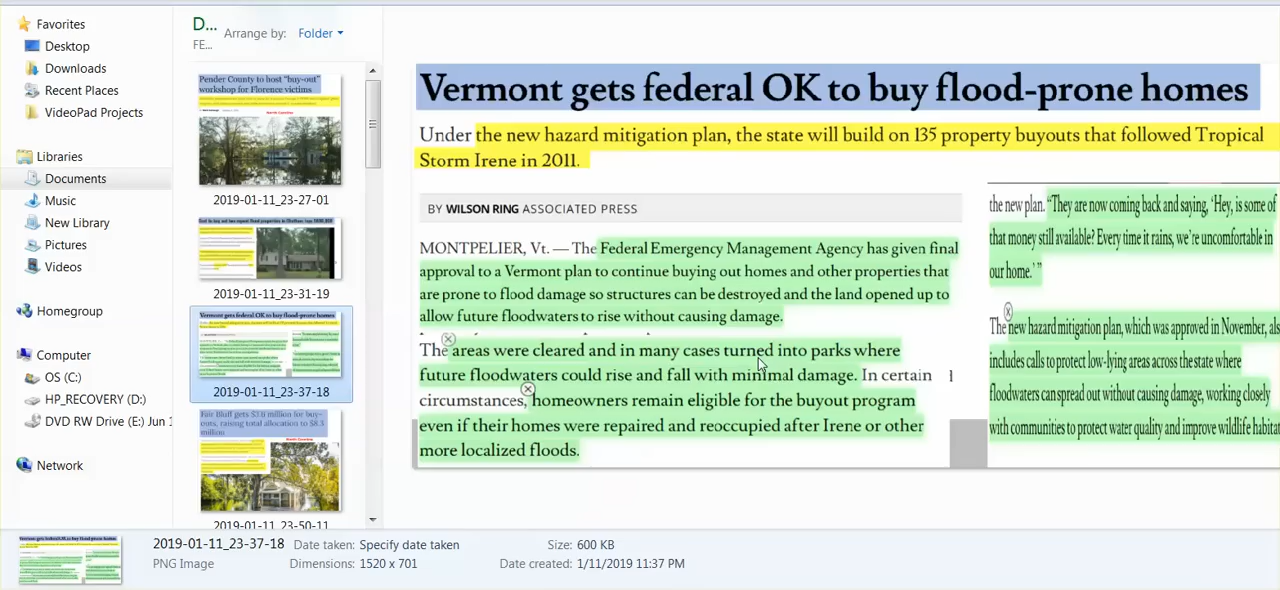 Favorites
Desktop
Downloads
Recent Places
VideoPad Projects
Libraries
Documents
Music
New Library
Pictures
Videos
Homegroup
Computer
OS (C:)
HP_RECOVERY (D:)
DVD RW Drive (E:) Jun 1
Network
D...
FE...
Arrange by: Folder
Pender County to host "buy-out"
workshop for Florence victims
North Carolina
2019-01-11_23-27-01
2019-01-11_23-31-19
Vermont gets federal OK to buy flood-prone homes
2019-01-11_23-37-18
Fair Bluff gets $3.6 million for buy-
outs, raising total allocation to $8.3
million
North Carolina
2019-01-11_23-50-11
Vermont gets federal OK to buy flood-prone homes
Under the new hazard mitigation plan, the state will build on 135 property buyouts that followed Tropical
Storm Irene in 2011.
BY WILSON RING ASSOCIATED PRESS
MONTPELIER, Vt. — The Federal Emergency Management Agency has given final
approval to a Vermont plan to continue buying out homes and other properties that
are prone to flood damage so structures can be destroyed and the land opened up to
allow future floodwaters to rise without causing damage.
The areas were cleared and in many cases turned into parks where
future floodwaters could rise and fall with minimal damage. In certain
circumstances, homeowners remain eligible for the buyout program
even if their homes were repaired and reoccupied after Irene or other
more localized floods.
the new plan. "They are now coming back and saying, 'Hey, is some of
that money still available? Every time it rains, we're uncomfortable in
our home.' "
The new hazard mitigation plan, which was approved in November, als
includes calls to protect low-lying areas across the state where
floodwaters can spread out without causing damage, working closely
with communities to protect water quality and improve wildlife habitat
2019-01-11_23-37-18
PNG Image
Date taken: Specify date taken
Dimensions: 1520 x 701
Size: 600 KB
Date created: 1/11/2019 11:37 PM